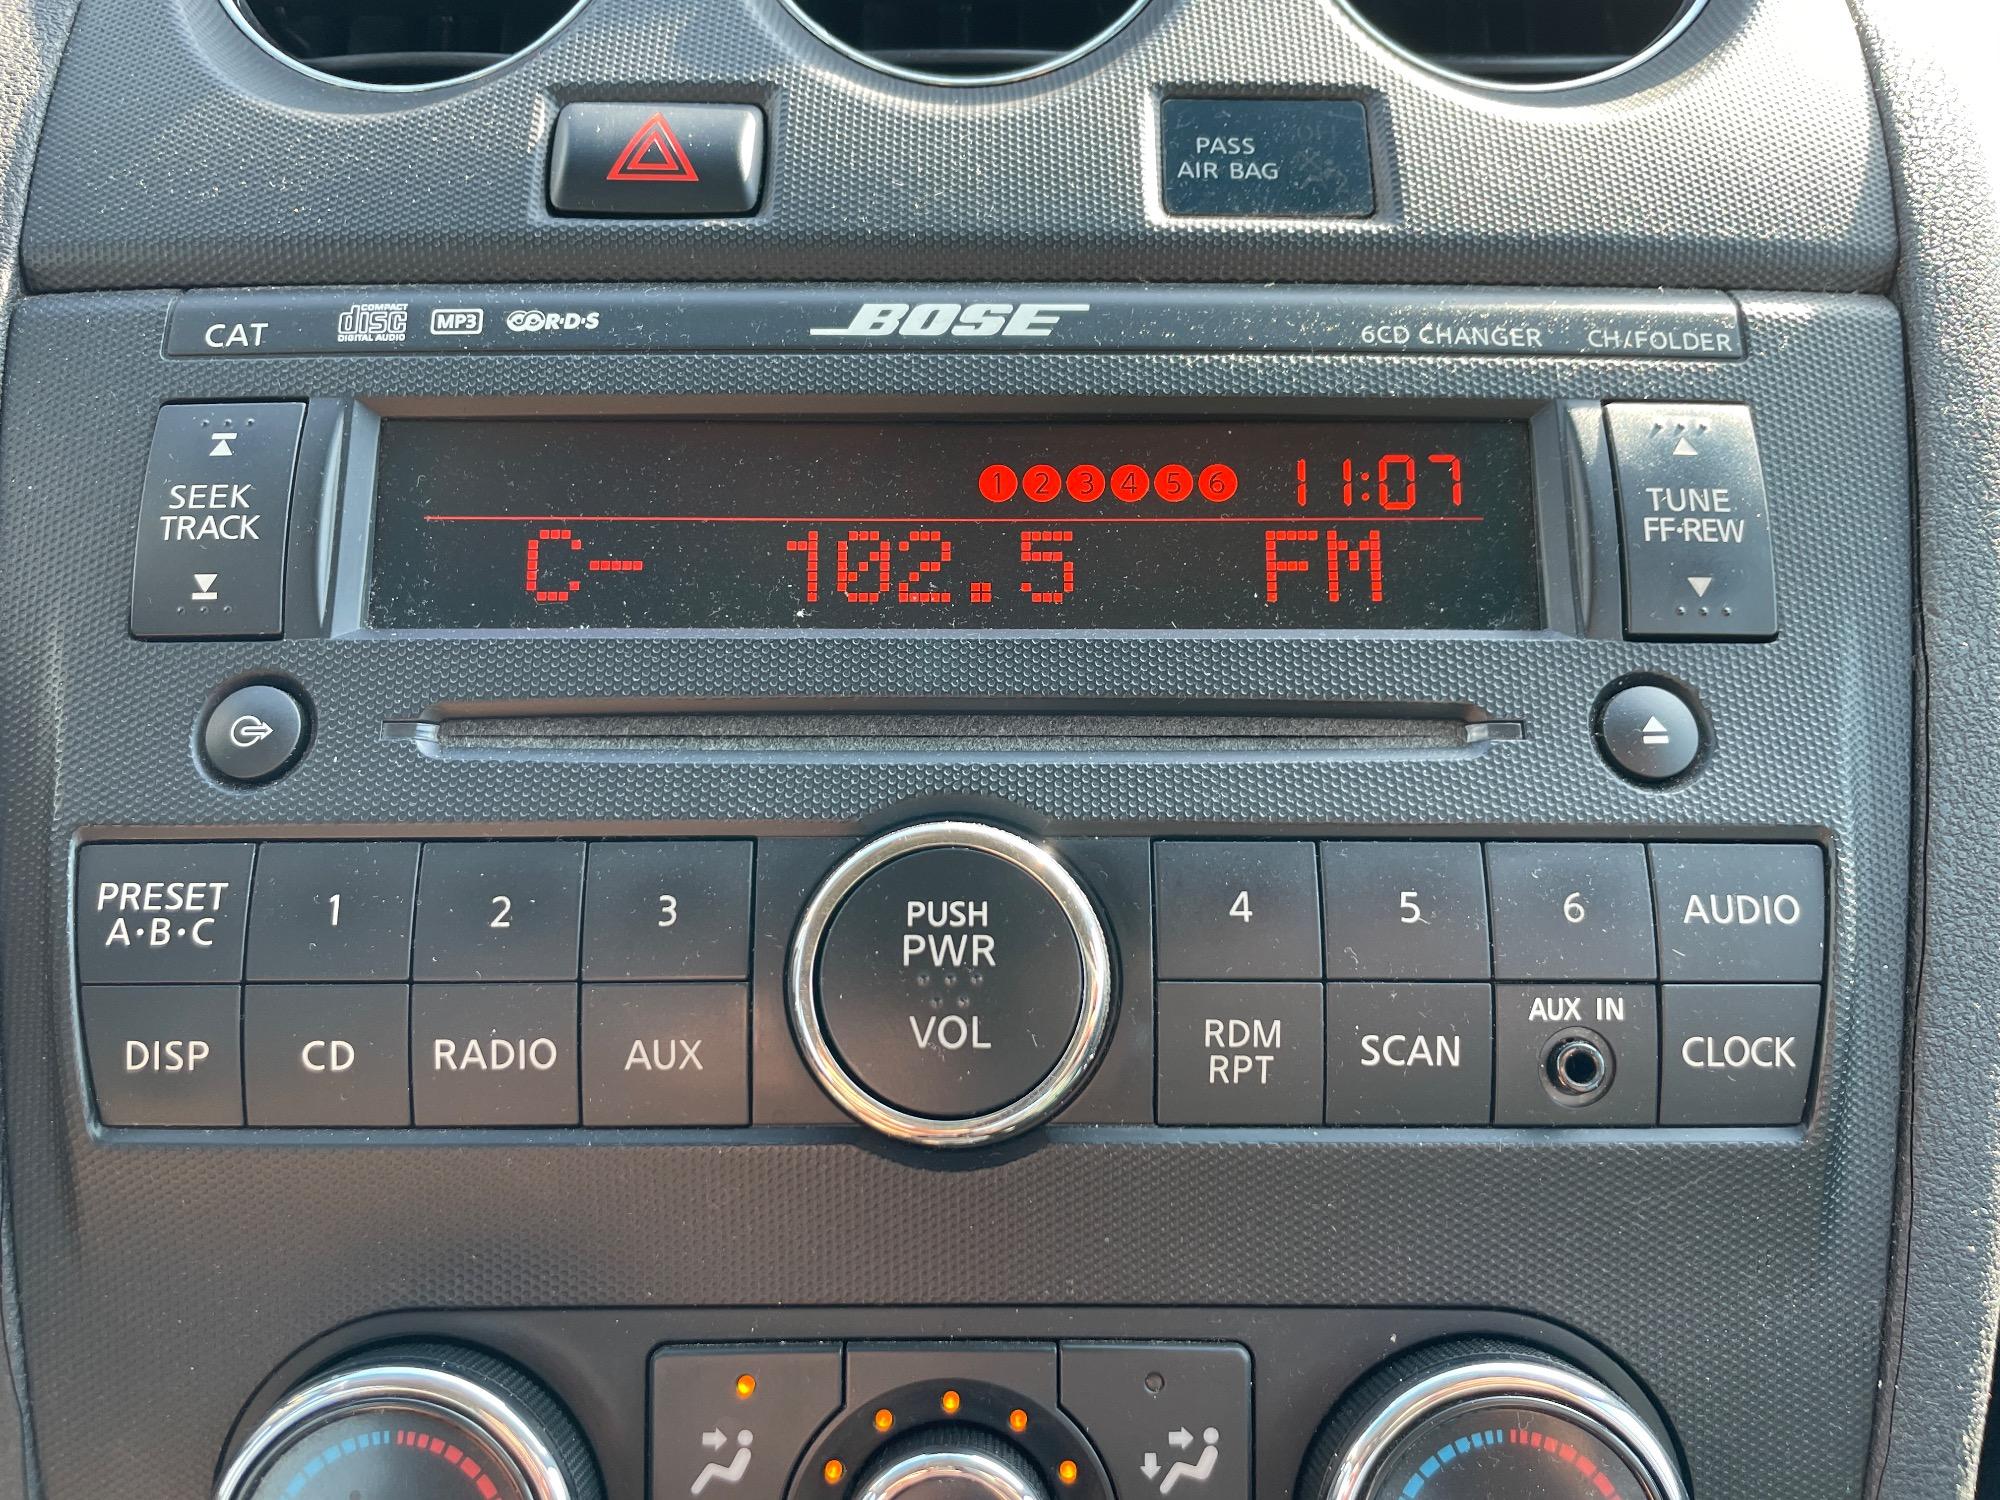 PASS
AIR BAG
OFF
CAT
COMPACT
disc
DIGITAL AUDIO
MP3
R·D·S
BOSE
6CD CHANGER
CH/FOLDER
SEEK
TRACK
1 2 3 4 5 6 11:07
C- 102.5 FM
TUNE
FF·REW
PRESET
A·B·C
1
2
3
PUSH
PWR
VOL
4
5
6
AUDIO
DISP
CD
RADIO
AUX
RDM
RPT
SCAN
AUX IN
CLOCK